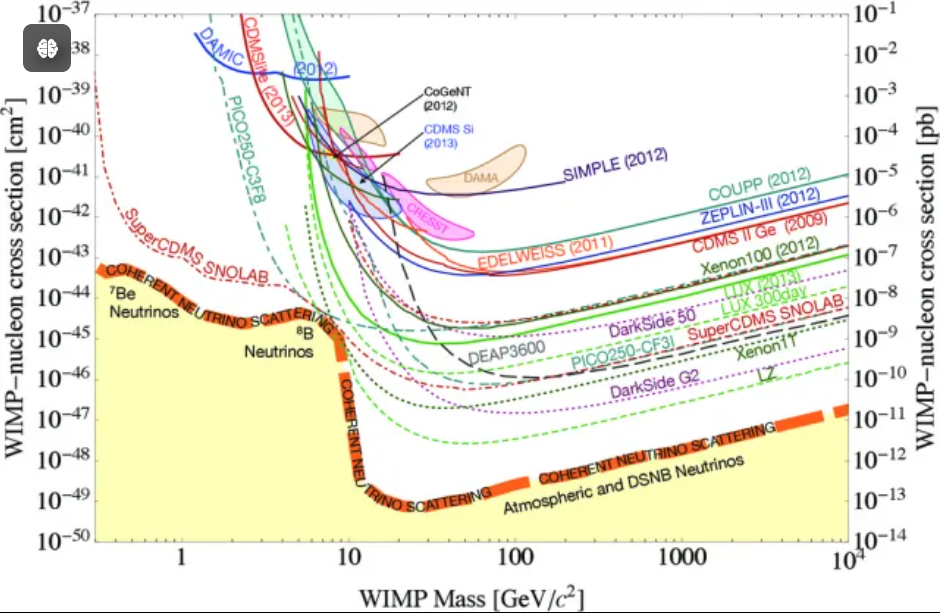 10−37
10−38
10−39
10−40
10−41
10−42
10−43
10−44
10−45
10−46
10−47
10−48
10−49
10−50
WIMP−nucleon cross section [cm2]
10−1
10−2
10−3
10−4
10−5
10−6
10−7
10−8
10−9
10−10
10−11
10−12
10−13
10−14
WIMP−nucleon cross section [pb]
1
10
100
1000
104
WIMP Mass [GeV/c2]
DAMIC
(2012)
CDMSlite (2013)
PICO250-C3F8
CoGeNT
(2012)
CDMS Si
(2013)
DAMA
CRESST
SIMPLE (2012)
COUPP (2012)
ZEPLIN-III (2012)
CDMS II Ge (2009)
EDELWEISS (2011)
Xenon100 (2012)
LUX (2013)
LUX 300day
SuperCDMS SNOLAB
SuperCDMS SNOLAB
DarkSide 50
DEAP3600
PICO250-CF3I
Xenon1T
DarkSide G2
LZ
COHERENT NEUTRINO SCATTERING
7Be
Neutrinos
8B
Neutrinos
COHERENT NEUTRINO SCATTERING
COHERENT NEUTRINO SCATTERING
Atmospheric and DSNB Neutrinos